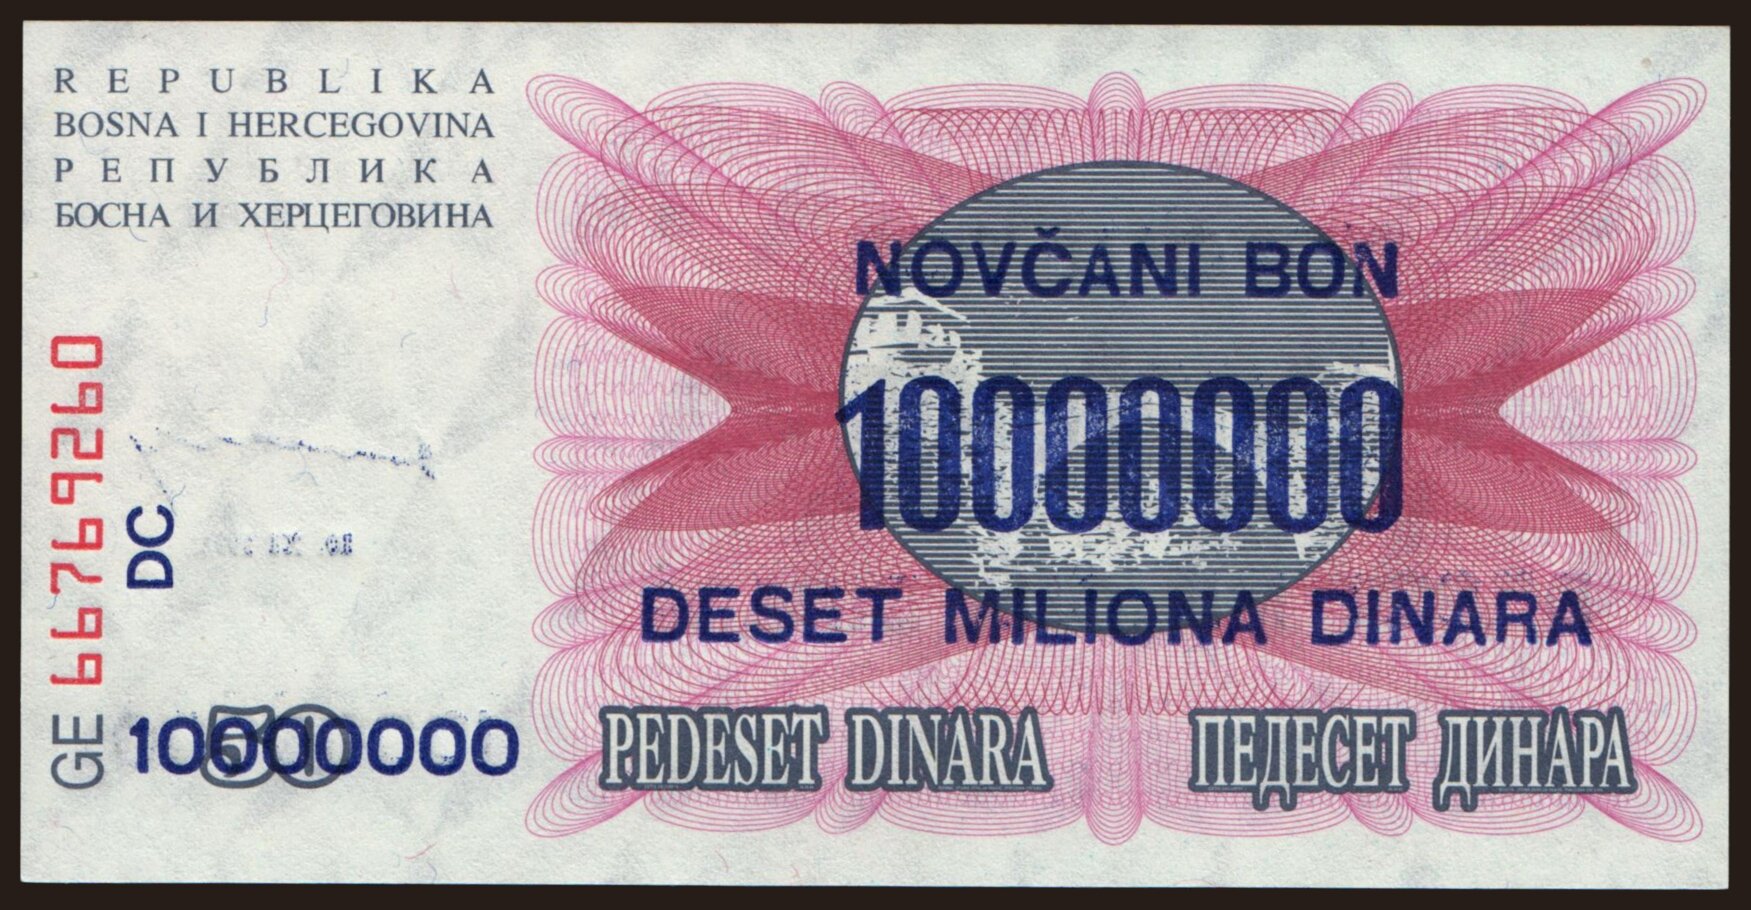 REPUBLIKA
BOSNA I HERCEGOVINA
РЕПУБЛИКА
БОСНА И ХЕРЦЕГОВИНА
NOVČANI BON
10000000
DESET MILIONA DINARA
GE 66769260
DC
50
10000000
PEDESET DINARA
ПЕДЕСЕТ ДИНАРА